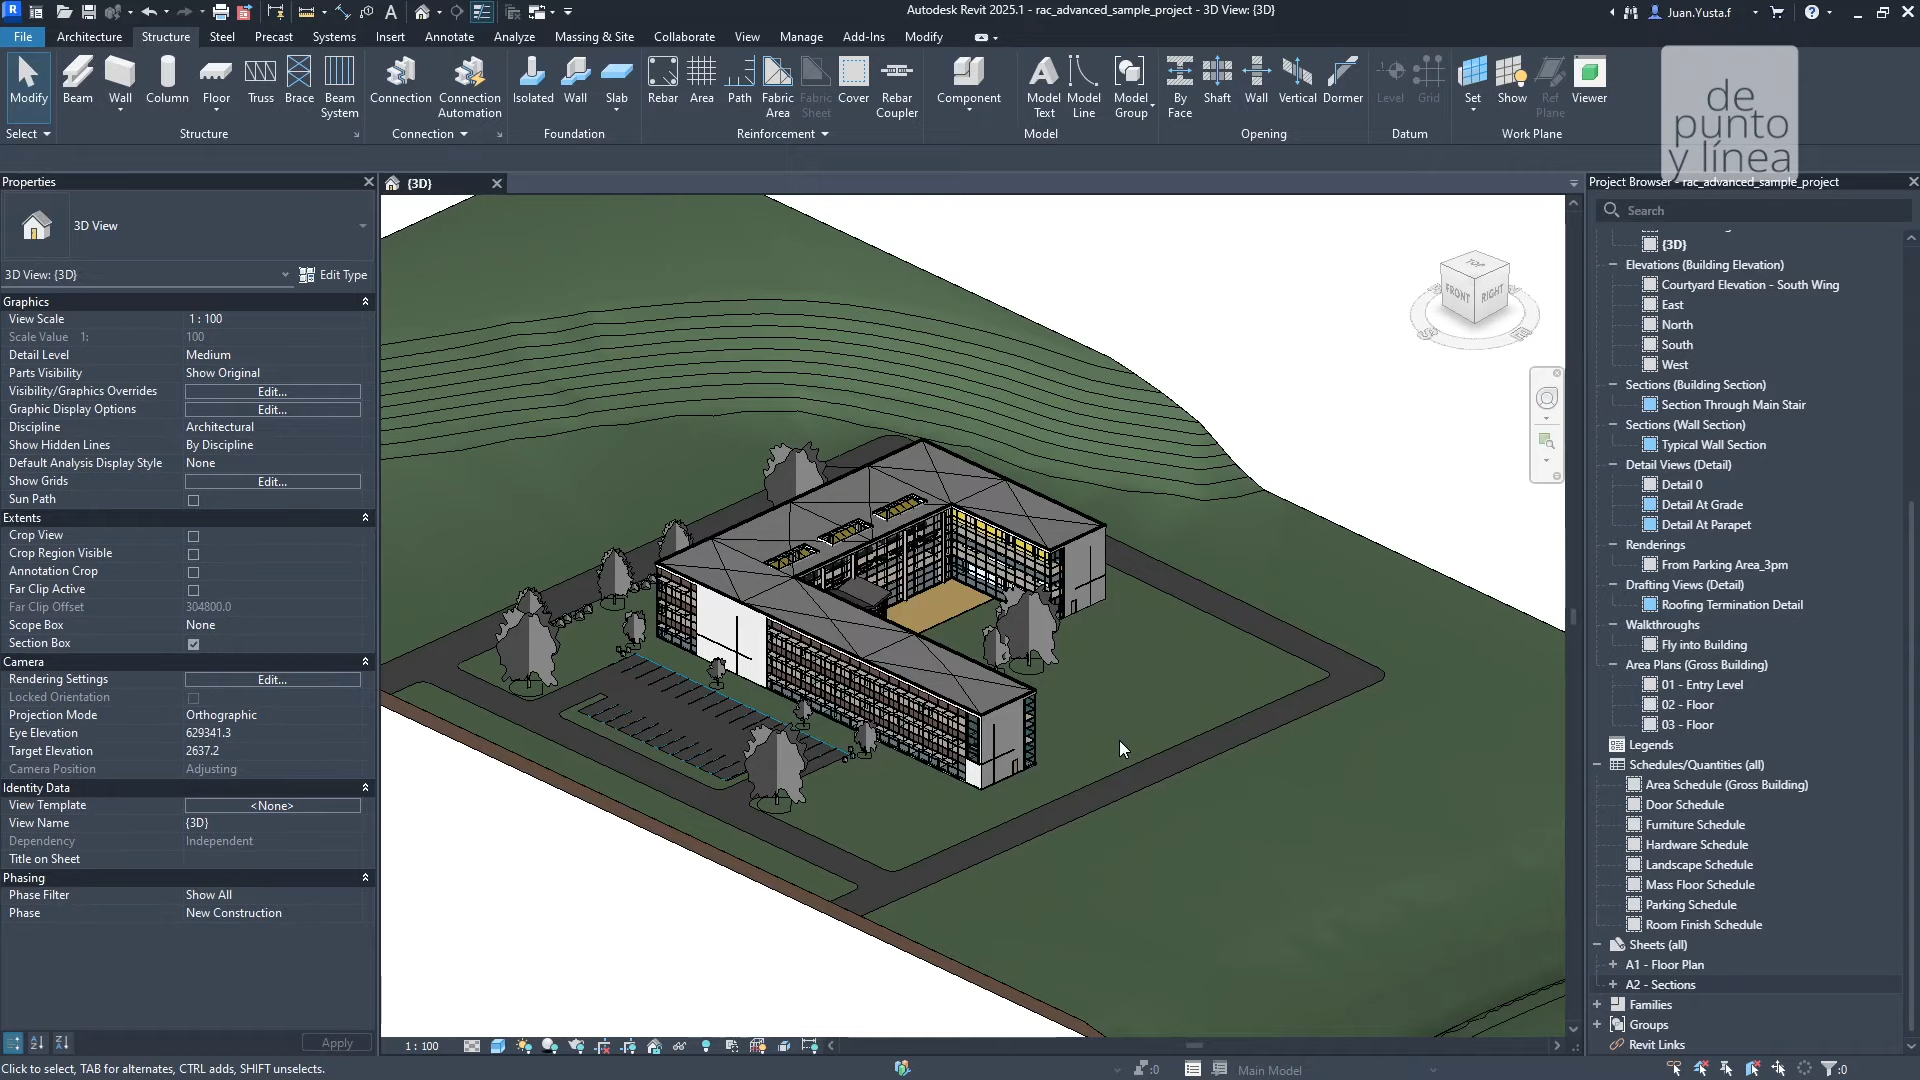 Autodesk Revit 2025.1 - rac_advanced_sample_project - 3D View: {3D}
Juan.Yusta.f
File Architecture Structure Steel Precast Systems Insert Annotate Analyze Massing & Site Collaborate View Manage Add-Ins Modify
Modify Beam Wall Column Floor Truss Brace Beam System Connection Connection Automation Isolated Wall Slab Rebar Area Path Fabric Area Fabric Sheet Cover Rebar Coupler Component Model Text Model Line Model Group By Face Shaft Wall Vertical Dormer Level Grid Set Show Ref Plane Viewer
Select Structure Connection Foundation Reinforcement Model Opening Datum Work Plane
de
punto
y línea
Properties
{3D}
Project Browser - rac_advanced_sample_project
3D View
Search
3D View: {3D}
Edit Type
Graphics
View Scale 1 : 100
Scale Value 1: 100
Detail Level Medium
Parts Visibility Show Original
Visibility/Graphics Overrides Edit...
Graphic Display Options Edit...
Discipline Architectural
Show Hidden Lines By Discipline
Default Analysis Display Style None
Show Grids Edit...
Sun Path
Extents
Crop View
Crop Region Visible
Annotation Crop
Far Clip Active
Far Clip Offset 304800.0
Scope Box None
Section Box
Camera
Rendering Settings Edit...
Locked Orientation
Projection Mode Orthographic
Eye Elevation 629341.3
Target Elevation 2637.2
Camera Position Adjusting
Identity Data
View Template <None>
View Name {3D}
Dependency Independent
Title on Sheet
Phasing
Phase Filter Show All
Phase New Construction
Apply
TOP
FRONT RIGHT
S E
{3D}
Elevations (Building Elevation)
Courtyard Elevation - South Wing
East
North
South
West
Sections (Building Section)
Section Through Main Stair
Sections (Wall Section)
Typical Wall Section
Detail Views (Detail)
Detail 0
Detail At Grade
Detail At Parapet
Renderings
From Parking Area_3pm
Drafting Views (Detail)
Roofing Termination Detail
Walkthroughs
Fly into Building
Area Plans (Gross Building)
01 - Entry Level
02 - Floor
03 - Floor
Legends
Schedules/Quantities (all)
Area Schedule (Gross Building)
Door Schedule
Furniture Schedule
Hardware Schedule
Landscape Schedule
Mass Floor Schedule
Parking Schedule
Room Finish Schedule
Sheets (all)
A1 - Floor Plan
A2 - Sections
Families
Groups
Revit Links
1 : 100
Click to select, TAB for alternates, CTRL adds, SHIFT unselects.
:0
Main Model
:0